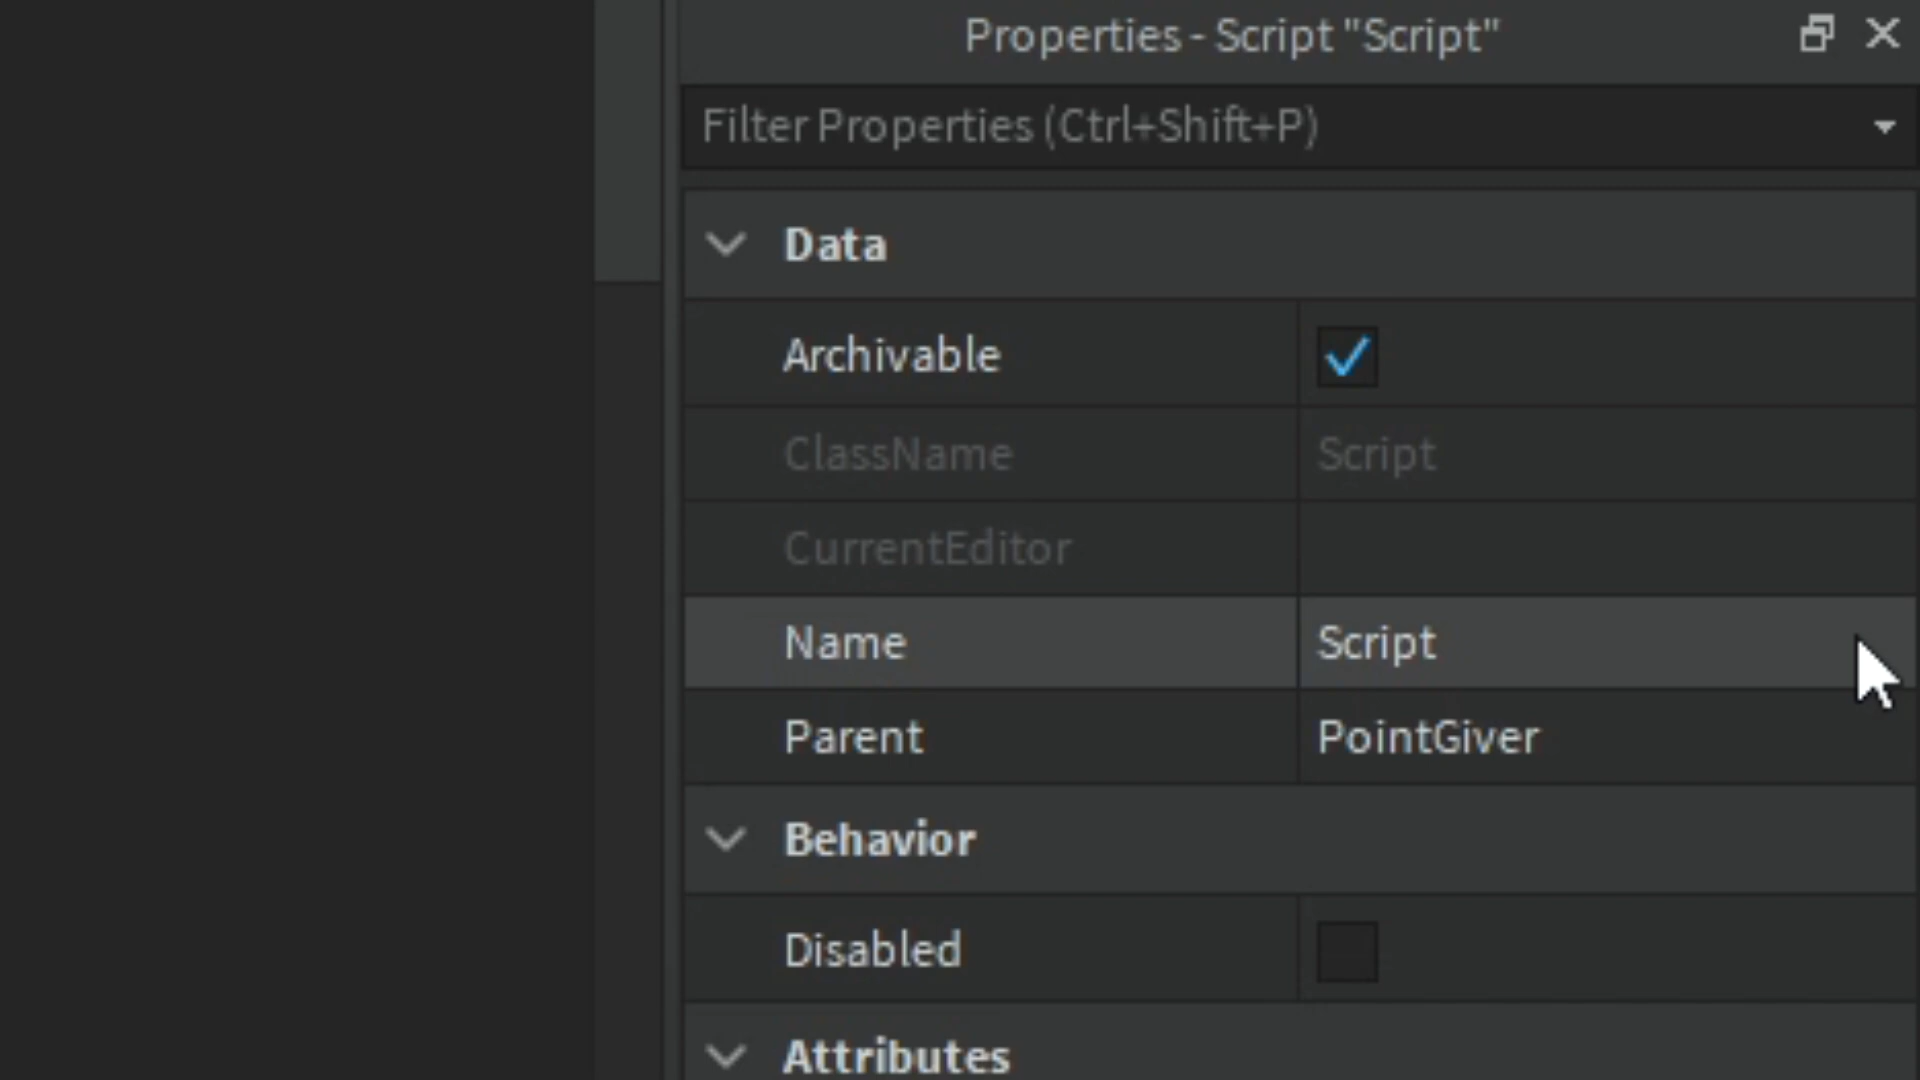 Properties - Script "Script"
Filter Properties (Ctrl+Shift+P)
Data
Archivable
ClassName Script
CurrentEditor
Name Script
Parent PointGiver
Behavior
Disabled
Attributes